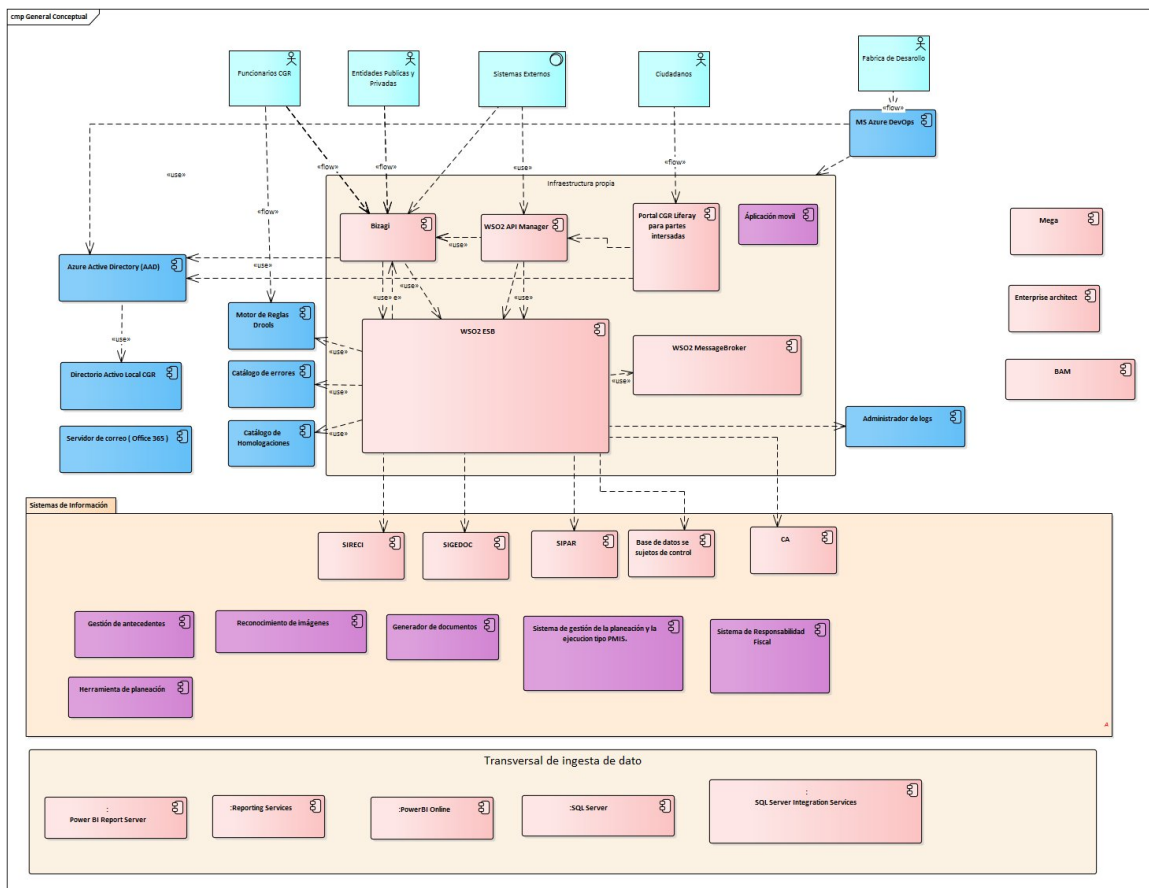 cmp General Conceptual
Funcionarios CGR
Entidades Publicas y
Privadas
Sistemas Externos
Ciudadanos
Fabrica de Desarollo
«flow»
MS Azure DevOps
«use»
«flow»
«flow»
«use»
«flow»
«flow»
Infraestructura propia
Bizagi
WSO2 API Manager
Portal CGR Liferay
para partes
intersadas
Áplicación movil
Mega
«use»
Azure Active Directory (AAD)
«use»
«use»
Enterprise architect
«use» e»
«use»
Motor de Reglas
Drools
WSO2 ESB
WSO2 MessageBroker
«use»
«use»
BAM
Directorio Activo Local CGR
Catálogo de errores
«use»
«use»
Servidor de correo ( Office 365 )
Catálogo de
Homologaciones
«use»
Administrador de logs
Sistemas de Información
SIRECI
SIGEDOC
SIPAR
Base de datos se
sujetos de control
CA
Gestión de antecedentes
Reconocimiento de imágenes
Generador de documentos
Sistema de gestión de la planeación y la
ejecucion tipo PMIS.
Sistema de Responsabilidad
Fiscal
Herramienta de planeación
Transversal de ingesta de dato
:
Power BI Report Server
:Reporting Services
:PowerBI Online
:SQL Server
:
SQL Server Integration Services